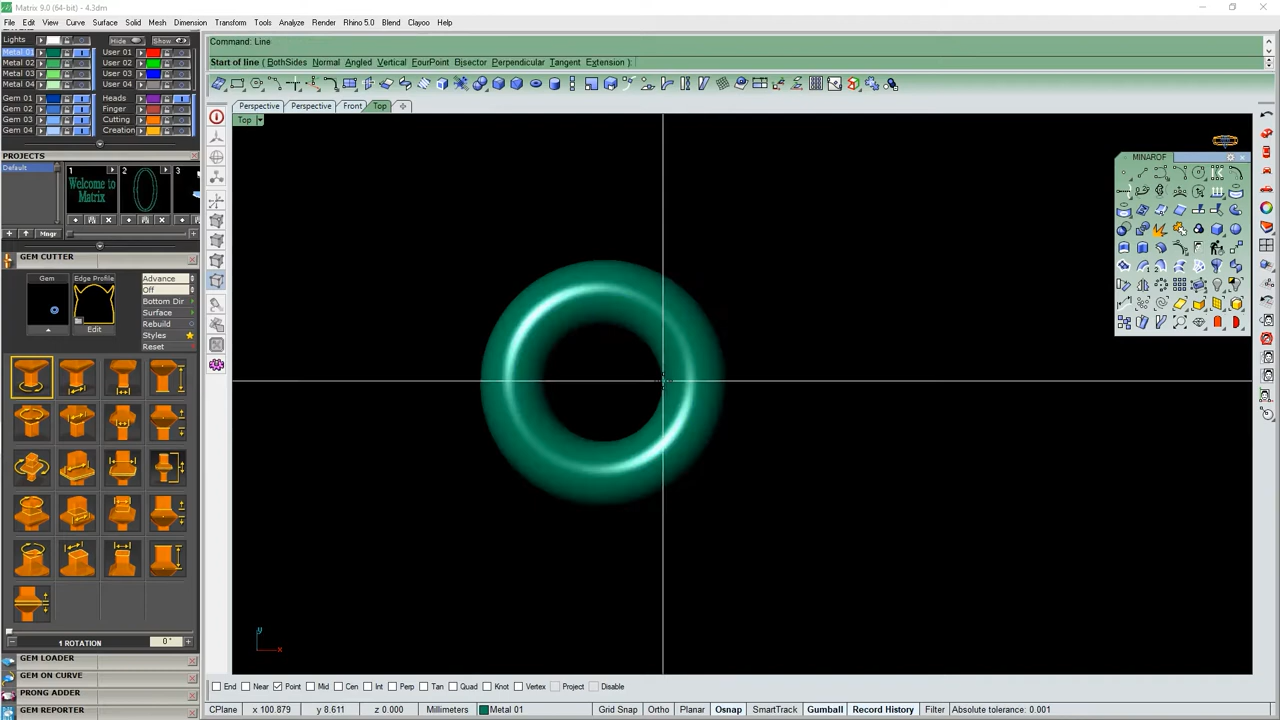 Matrix 9.0 (64-bit) - 4.3dm
File Edit View Curve Surface Solid Mesh Dimension Transform Tools Analyze Render Rhino 5.0 Blend Clayoo Help
Lights Hide Show
Metal 01 User 01
Metal 02 User 02
Metal 03 User 03
Metal 04 User 04
Gem 01 Heads
Gem 02 Finger
Gem 03 Cutting
Gem 04 Creation
Command: Line
Start of line (BothSides Normal Angled Vertical FourPoint Bisector Perpendicular Tangent Extension):
Perspective Perspective Front Top
Top
PROJECTS
Default
1 2 3
Welcome to
Matrix
Mngr
GEM CUTTER
Gem Edge Profile Advance
Off
Bottom Dir
Surface
Rebuild
Edit Styles
Reset
1 ROTATION 0°
GEM LOADER
GEM ON CURVE
PRONG ADDER
GEM REPORTER
MINAROF
y
x
End Near Point Mid Cen Int Perp Tan Quad Knot Vertex Project Disable
CPlane x 100.879 y 8.611 z 0.000 Millimeters Metal 01 Grid Snap Ortho Planar Osnap SmartTrack Gumball Record History Filter Absolute tolerance: 0.001